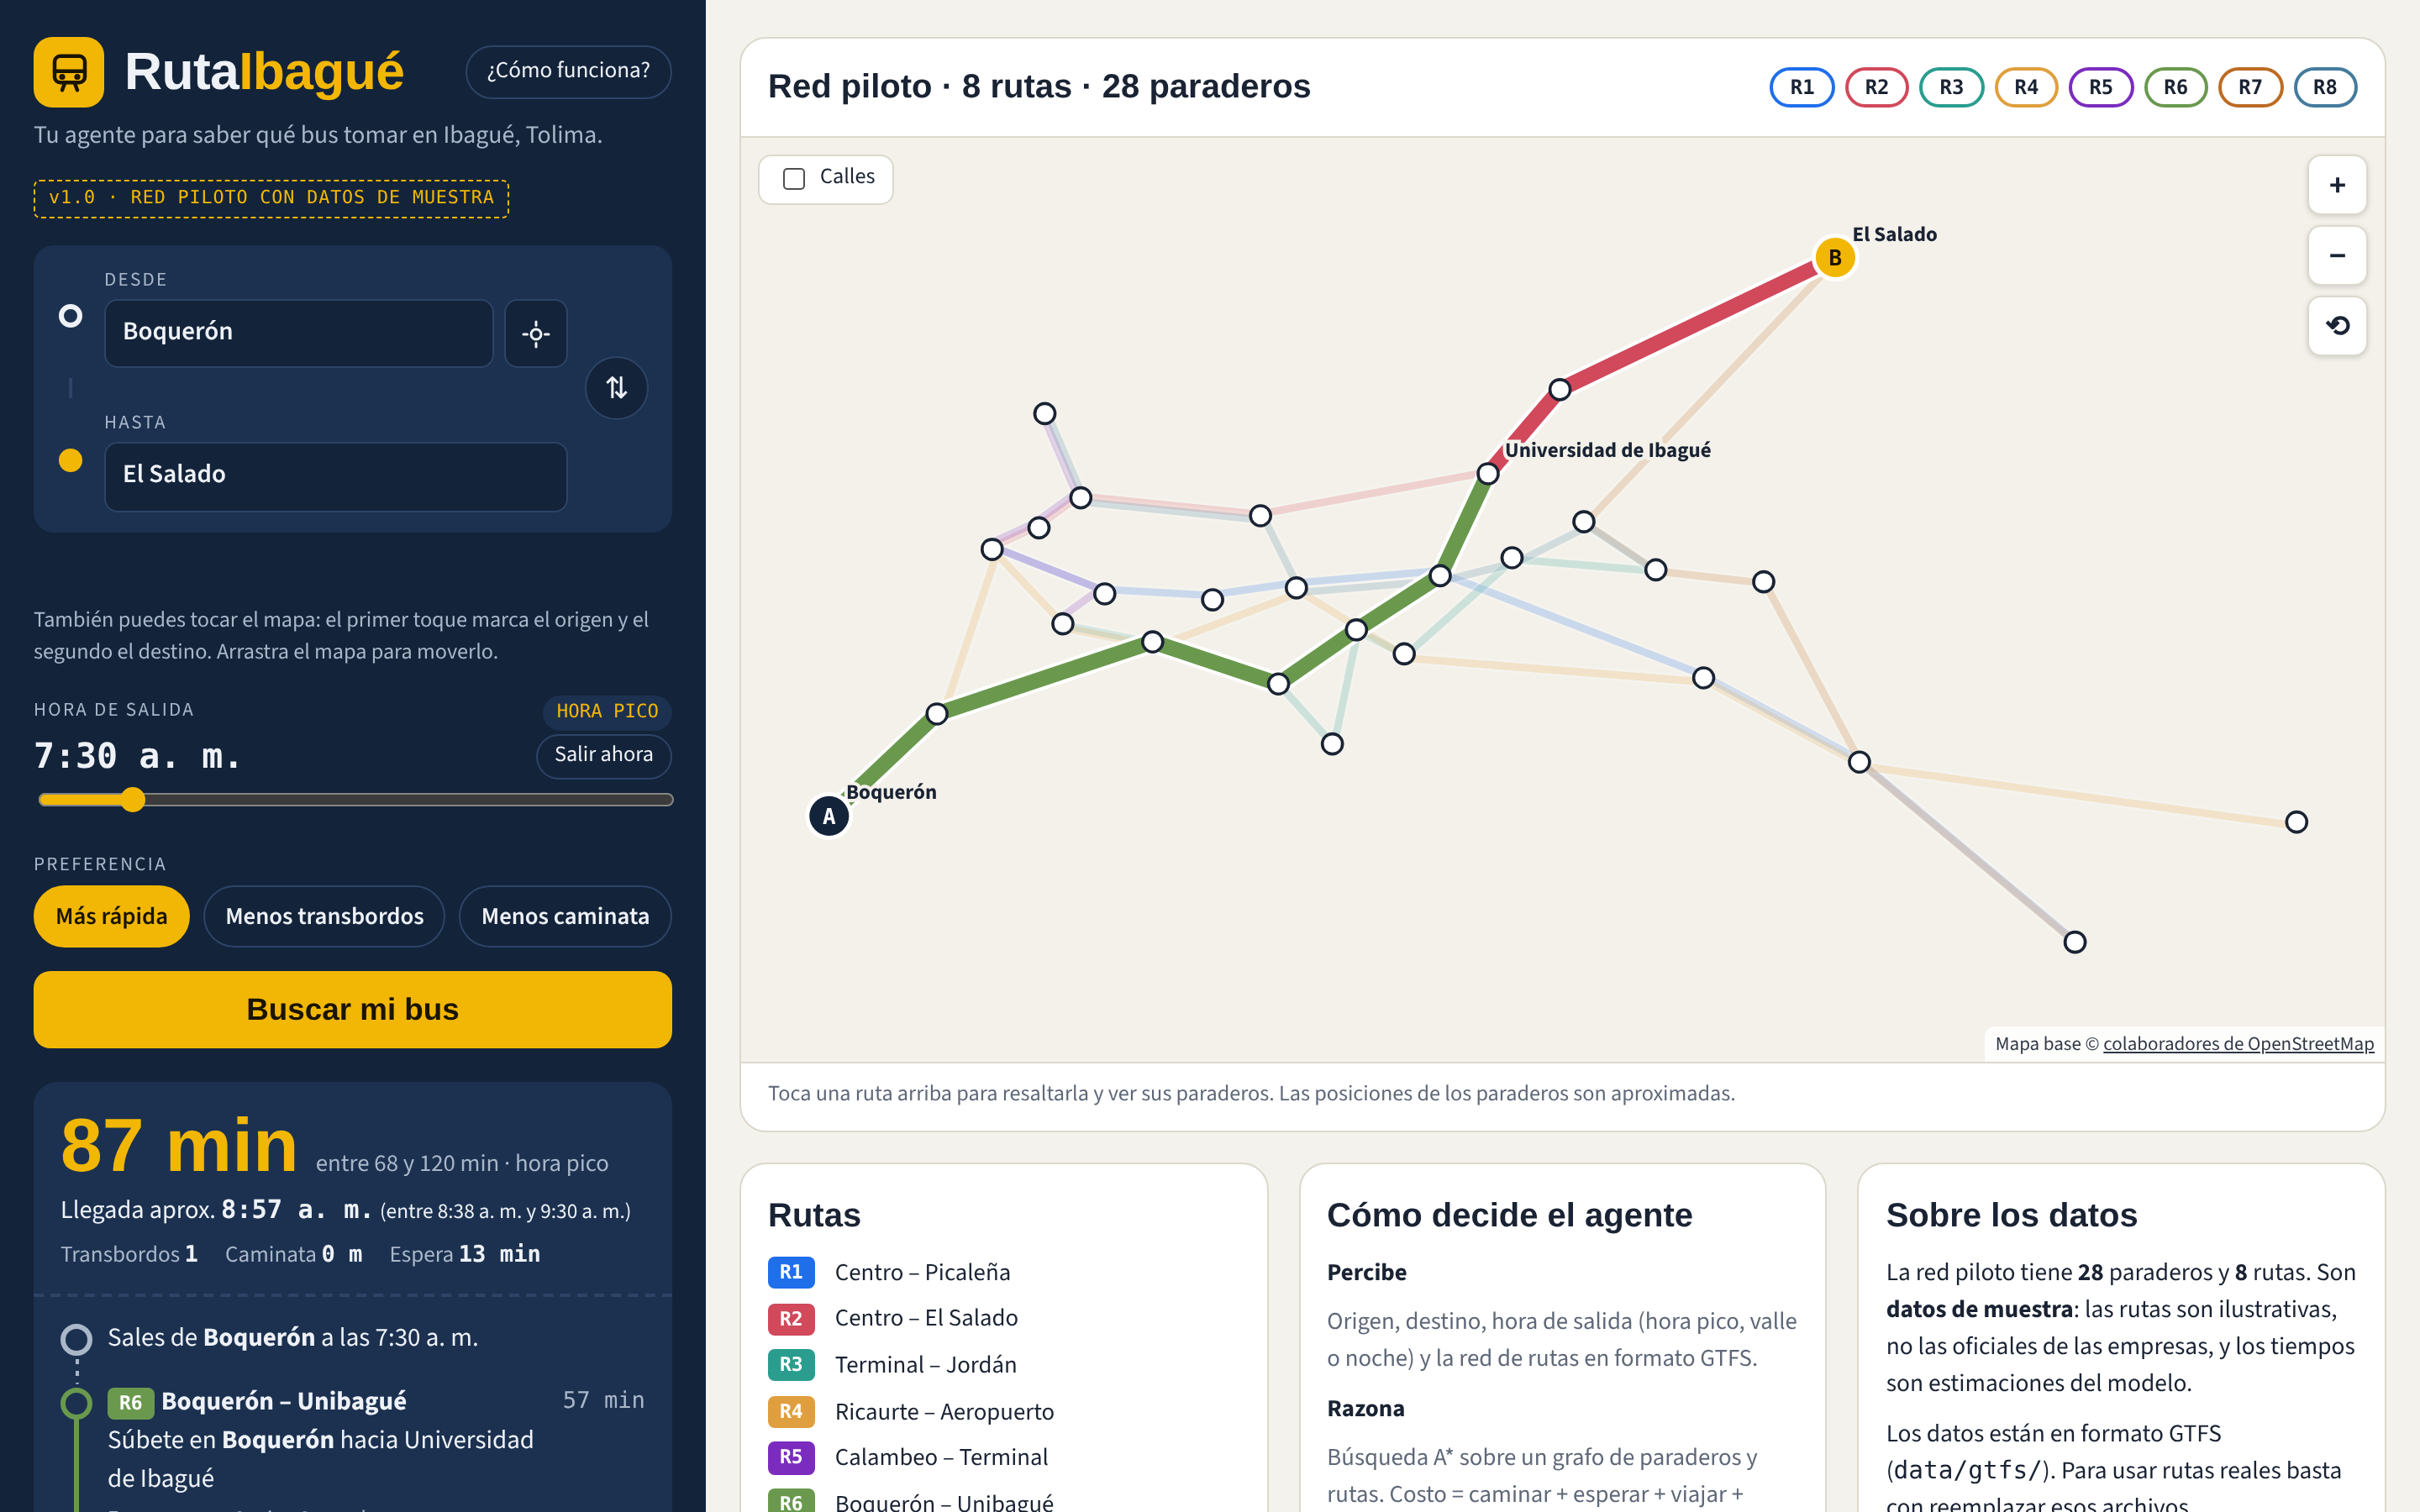 RutaIbagué
¿Cómo funciona?
Tu agente para saber qué bus tomar en Ibagué, Tolima.
v1.0 · RED PILOTO CON DATOS DE MUESTRA
DESDE
Boquerón
⇅
HASTA
El Salado
También puedes tocar el mapa: el primer toque marca el origen y el
segundo el destino. Arrastra el mapa para moverlo.
HORA DE SALIDA
HORA PICO
7:30 a. m.
Salir ahora
PREFERENCIA
Más rápida
Menos transbordos
Menos caminata
Buscar mi bus
87 min entre 68 y 120 min · hora pico
Llegada aprox. 8:57 a. m. (entre 8:38 a. m. y 9:30 a. m.)
Transbordos 1 Caminata 0 m Espera 13 min
Sales de Boquerón a las 7:30 a. m.
R6 Boquerón – Unibagué 57 min
Súbete en Boquerón hacia Universidad
de Ibagué
Red piloto · 8 rutas · 28 paraderos
R1 R2 R3 R4 R5 R6 R7 R8
Calles
+
−
⟲
El Salado
B
Universidad de Ibagué
Boquerón
A
Mapa base © colaboradores de OpenStreetMap
Toca una ruta arriba para resaltarla y ver sus paraderos. Las posiciones de los paraderos son aproximadas.
Rutas
R1 Centro – Picaleña
R2 Centro – El Salado
R3 Terminal – Jordán
R4 Ricaurte – Aeropuerto
R5 Calambeo – Terminal
R6 Boquerón – Unibagué
Cómo decide el agente
Percibe
Origen, destino, hora de salida (hora pico, valle
o noche) y la red de rutas en formato GTFS.
Razona
Búsqueda A* sobre un grafo de paraderos y
rutas. Costo = caminar + esperar + viajar +
Sobre los datos
La red piloto tiene 28 paraderos y 8 rutas. Son
datos de muestra: las rutas son ilustrativas,
no las oficiales de las empresas, y los tiempos
son estimaciones del modelo.
Los datos están en formato GTFS
(data/gtfs/). Para usar rutas reales basta
con reemplazar esos archivos.